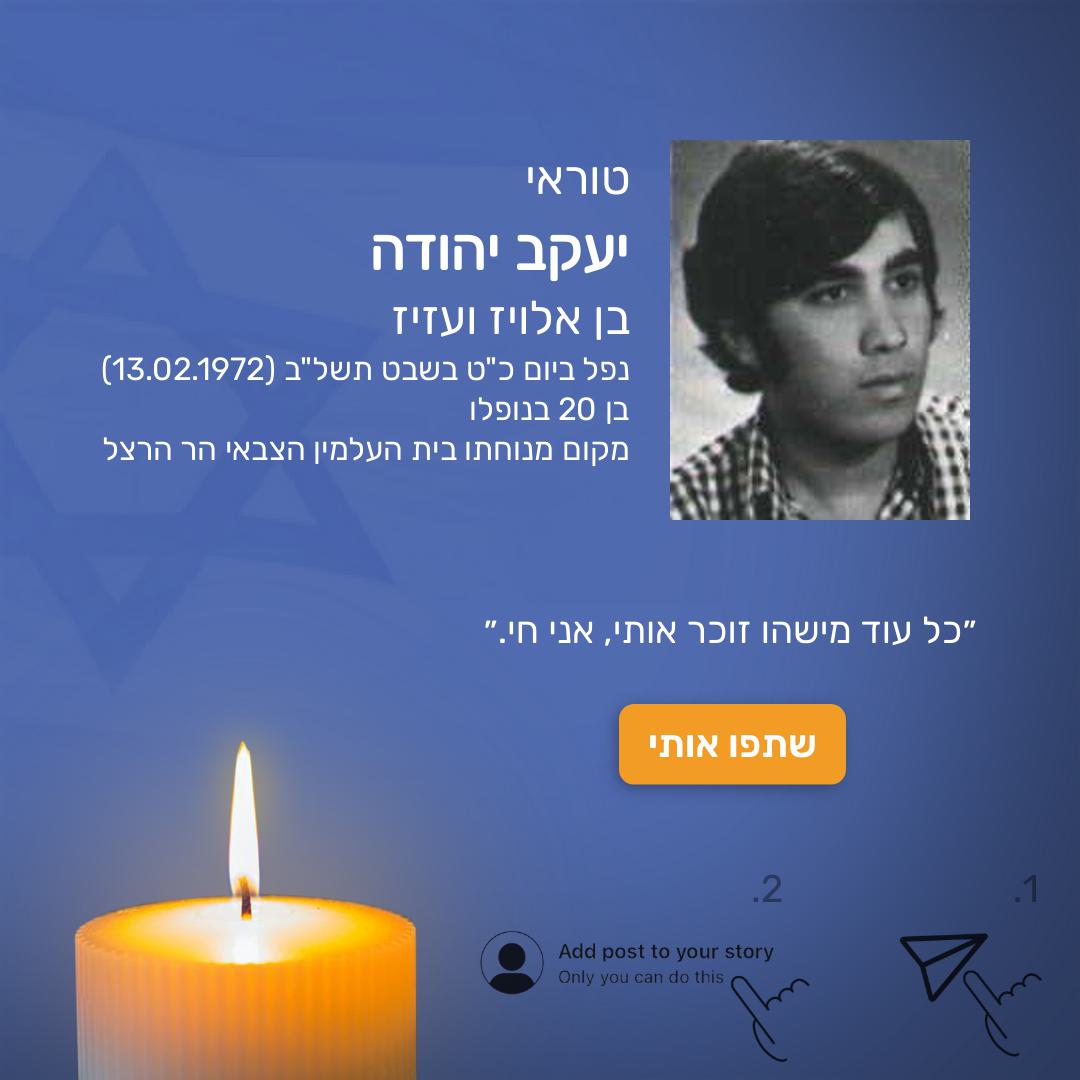 טוראי
יעקב יהודה
בן אלויז ועזיז
נפל ביום כ"ט בשבט תשל"ב (13.02.1972)
בן 20 בנופלו
מקום מנוחתו בית העלמין הצבאי הר הרצל
״כל עוד מישהו זוכר אותי, אני חי.״
שתפו אותי
.1
.2
Add post to your story
Only you can do this